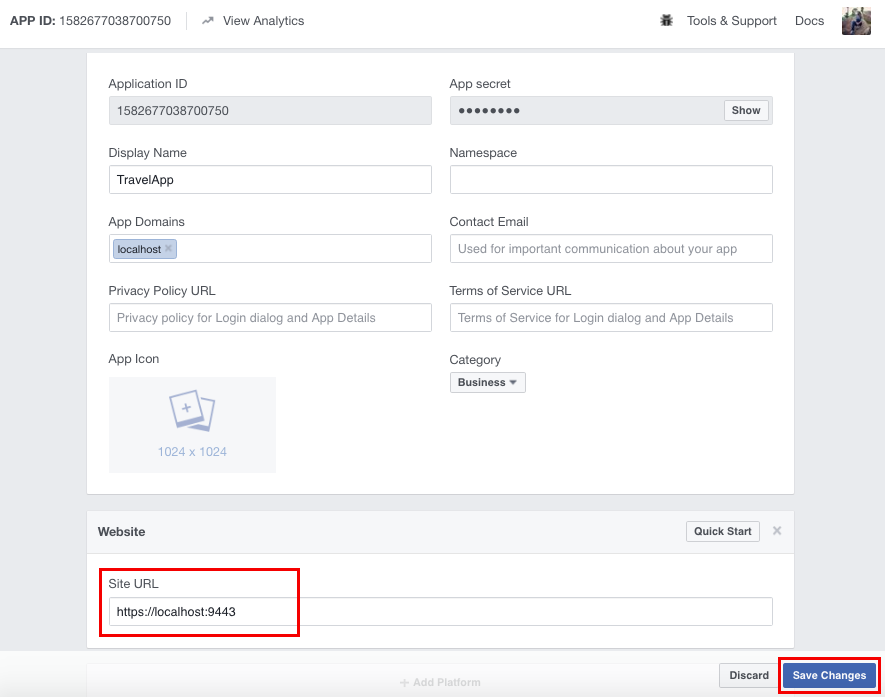 APP ID: 1582677038700750 View Analytics Tools & Support Docs
Application ID App secret
1582677038700750 ●●●●●●●● Show
Display Name Namespace
TravelApp
App Domains Contact Email
localhost × Used for important communication about your app
Privacy Policy URL Terms of Service URL
Privacy policy for Login dialog and App Details Terms of Service for Login dialog and App Details
App Icon Category
Business
1024 x 1024
Website Quick Start ×
Site URL
https://localhost:9443
+ Add Platform Discard Save Changes